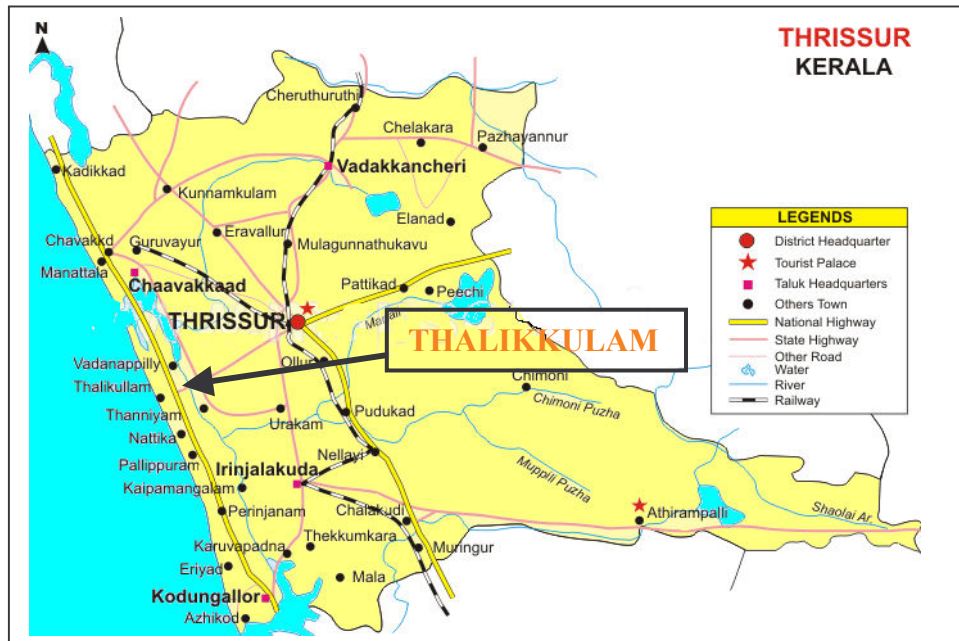 THRISSUR
KERALA
N
Cheruthuruthi
Chelakara
Pazhayannur
Vadakkancheri
Kadikkad
Kunnamkulam
Elanad
Eravallur
Mulagunnathukavu
Chavakkd
Guruvayur
Manattala
Chaavakkaad
Pattikad
Peechi
THRISSUR
Manali
THALIKKULAM
Ollur
Vadanappilly
Thalikullam
Chimoni
Chimoni Puzha
Thanniyam
Urakam
Pudukad
Nattika
Nellayi
Pallippuram
Irinjalakuda
Muppili Puzha
Kaipamangalam
Perinjanam
Chalakudi
Athirampalli
Shaolai Ar.
Karuvapadna
Thekkumkara
Muringur
Eriyad
Mala
Kodungallor
Azhikod
LEGENDS
District Headquarter
Tourist Palace
Taluk Headquarters
Others Town
National Highway
State Highway
Other Road
Water
River
Railway